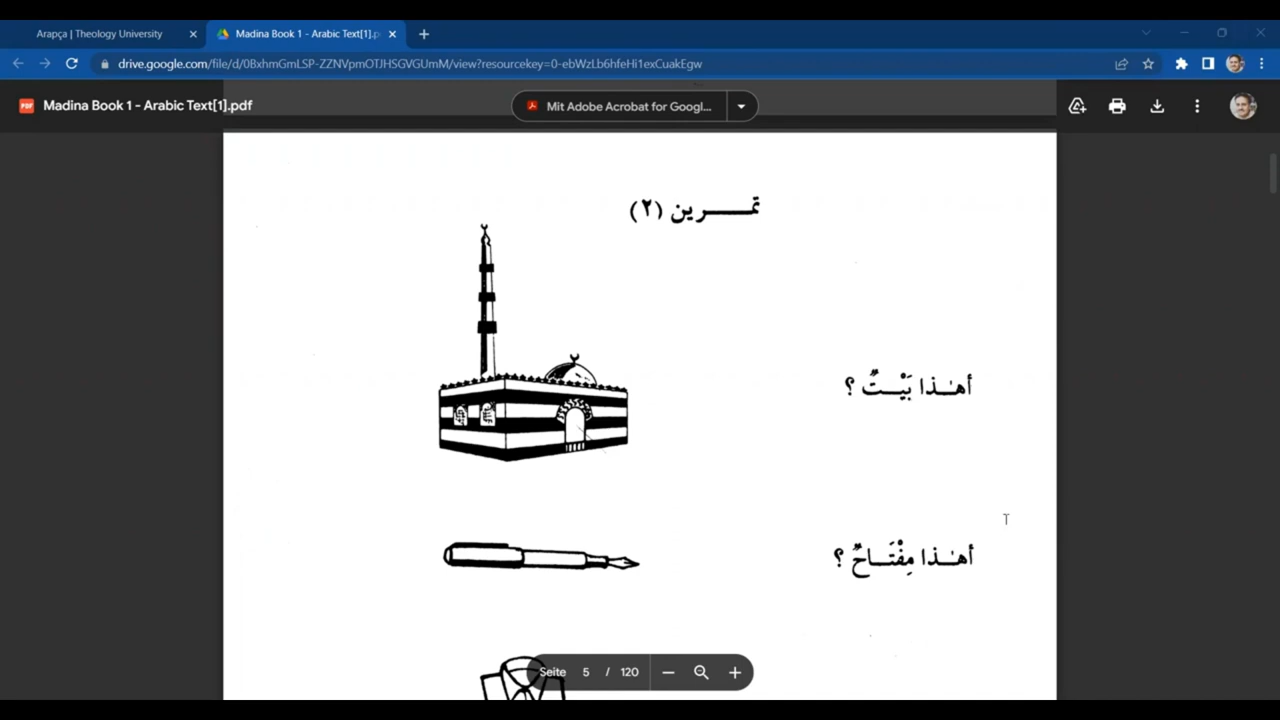 Arapça | Theology University
Madina Book 1 - Arabic Text[1].p
drive.google.com/file/d/0BxhmGmLSP-ZZNVpmOTJHSGVGUmM/view?resourcekey=0-ebWzLb6hfeHi1exCuakEgw
Madina Book 1 - Arabic Text[1].pdf
Mit Adobe Acrobat for Googl...
تمـــرين (٢)
أهـٰذا بَيْـتٌ ؟
أهـٰذا مِفْتَـاحٌ ؟
Seite 5 / 120